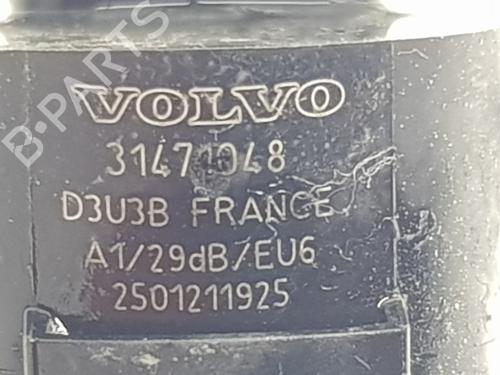 B-PARTS
VOLVO
31471048
D3U3B FRANCE
A1/29dB/EU6
2501211925